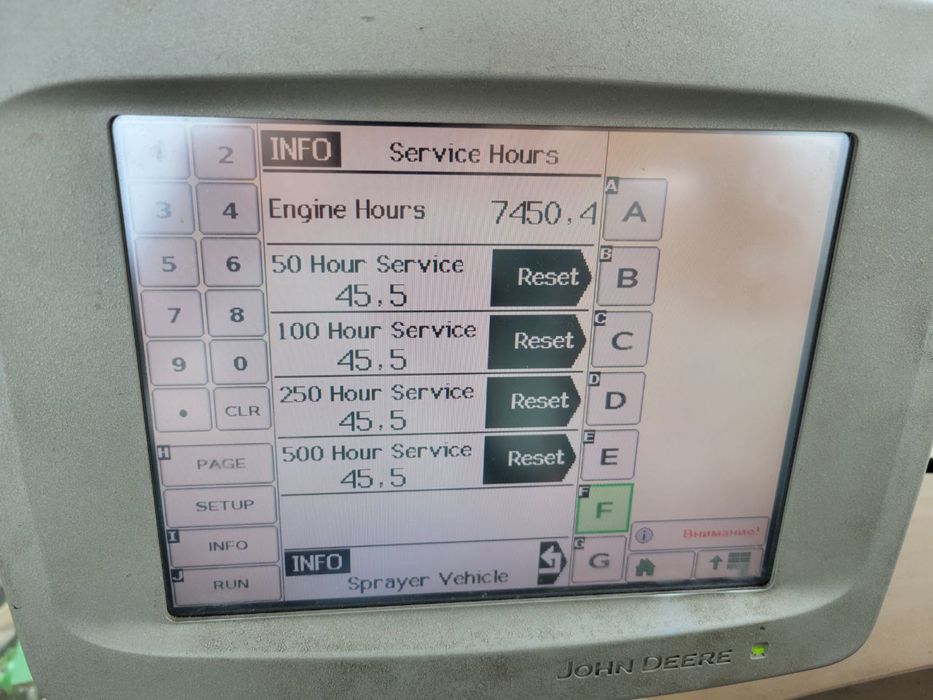 1 2
INFO Service Hours
3 4
A
Engine Hours 7450,4 A
5 6
50 Hour Service
45,5
Reset
B
B
7 8
100 Hour Service
45,5
Reset
C
C
9 0
250 Hour Service
45,5
Reset
D
D
. CLR
500 Hour Service
45,5
Reset
E
E
H
PAGE
SETUP
F
F
I
INFO
J
RUN
INFO
Sprayer Vehicle
G
G
Внимание!
JOHN DEERE